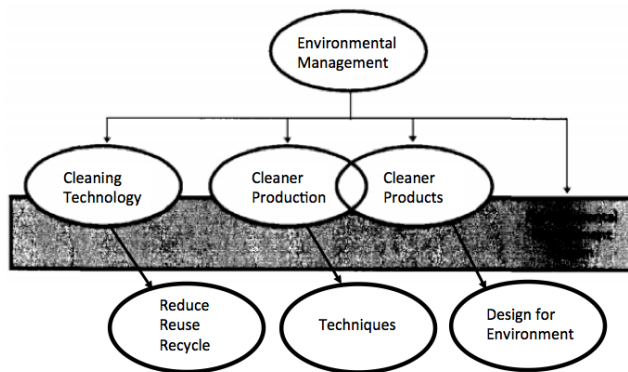 Environmental
Management
Cleaning
Technology
Cleaner
Production
Cleaner
Products
Reduce
Reuse
Recycle
Techniques
Design for
Environment